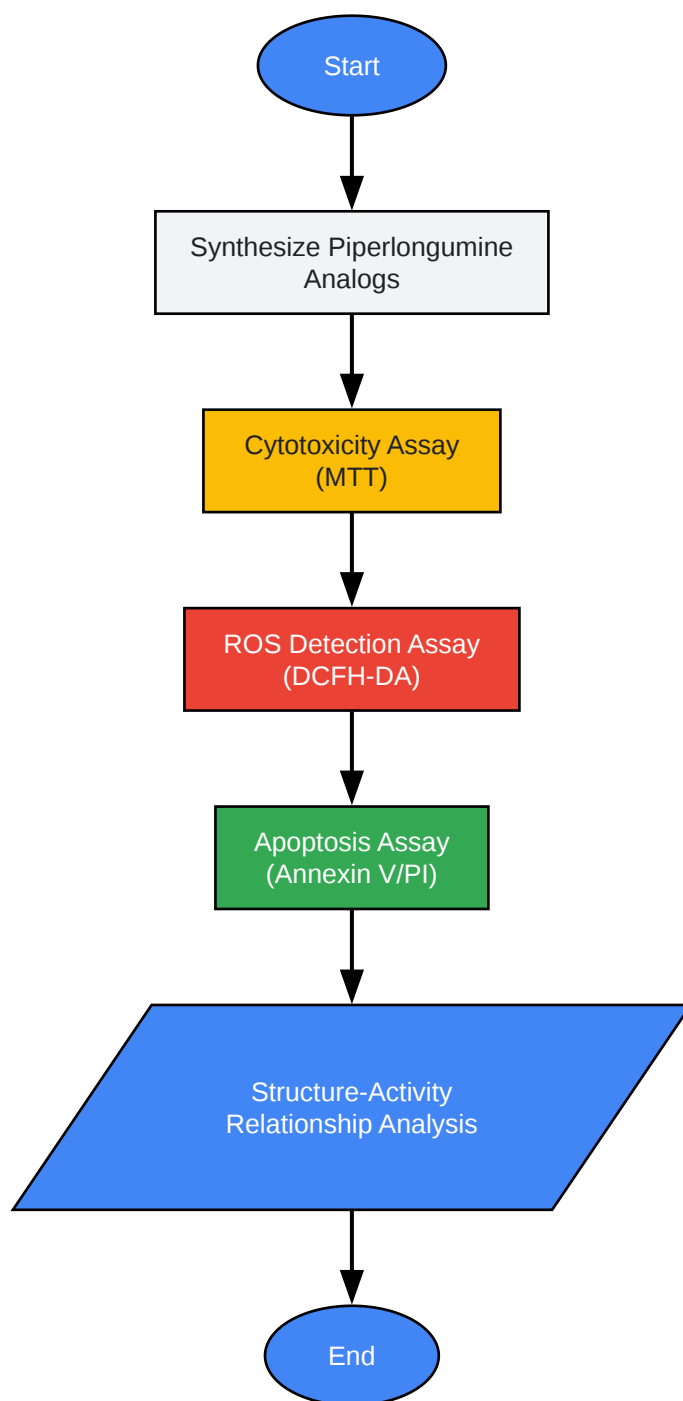 Start
Synthesize Piperlongumine
Analogs
Cytotoxicity Assay
(MTT)
ROS Detection Assay
(DCFH-DA)
Apoptosis Assay
(Annexin V/PI)
Structure-Activity
Relationship Analysis
End